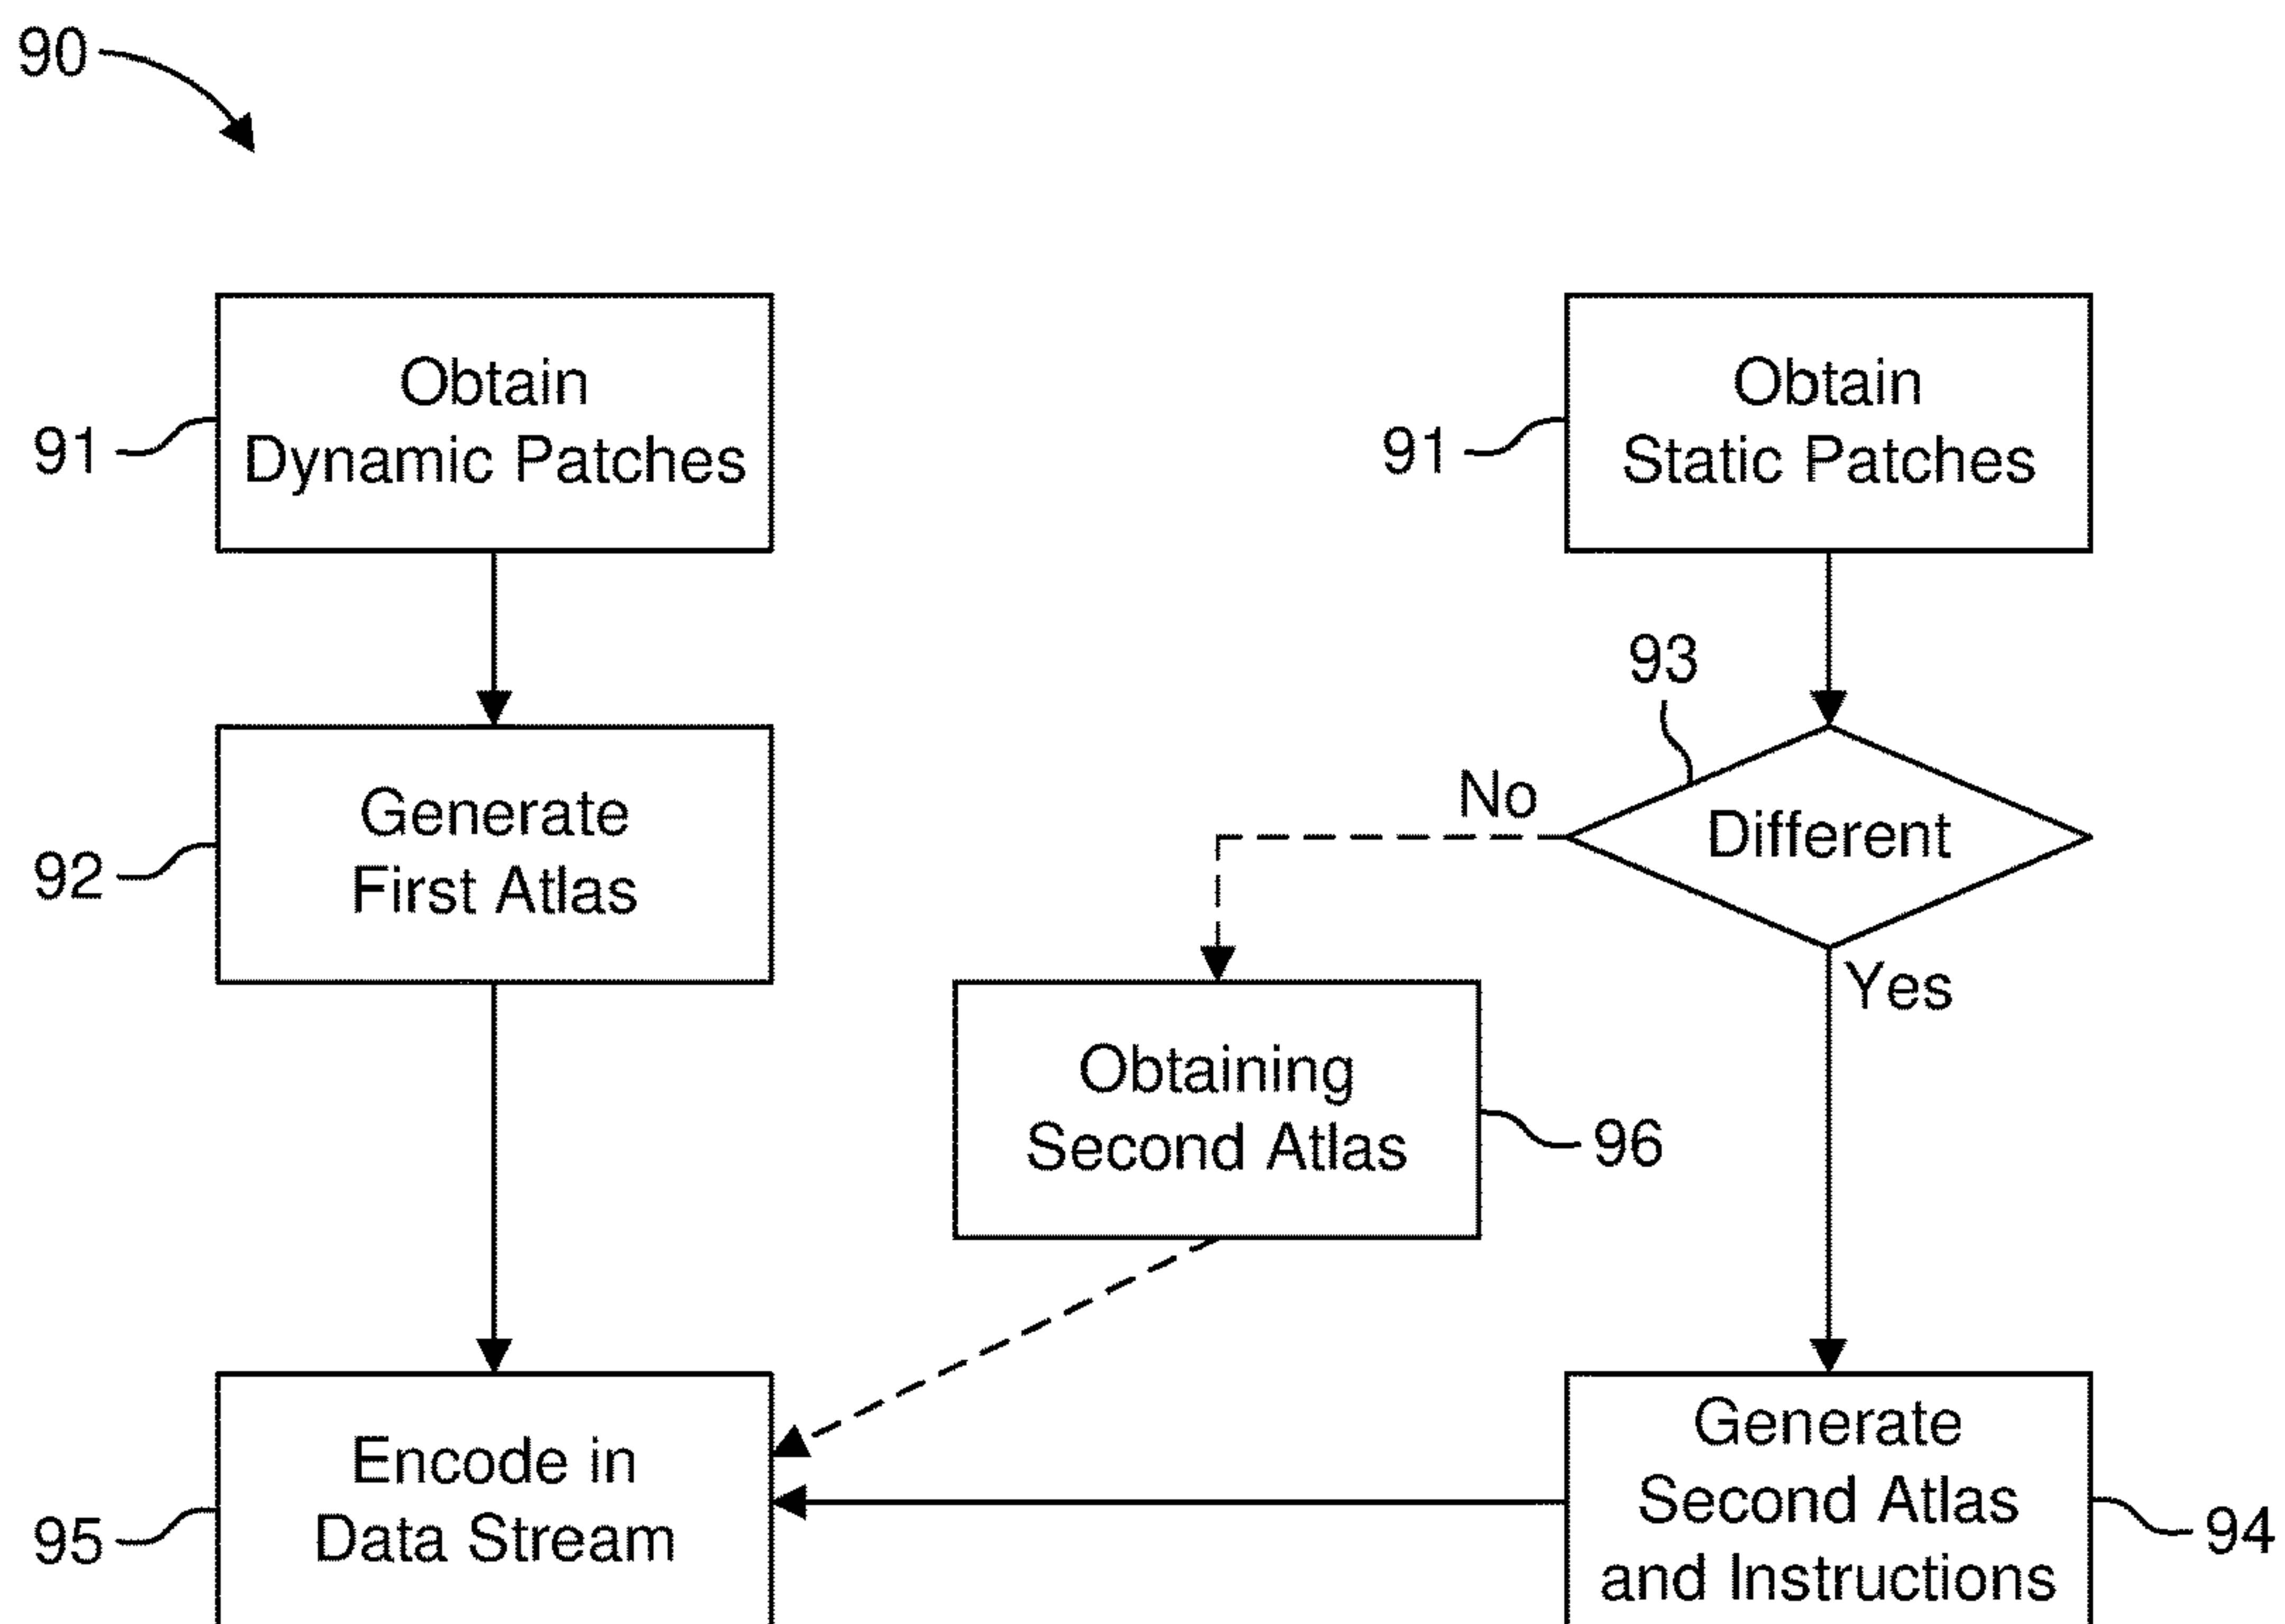 90
Obtain
Dynamic Patches
91
Obtain
Static Patches
91
Generate
First Atlas
92
93
Different
No
Yes
Obtaining
Second Atlas
96
Encode in
Data Stream
95
Generate
Second Atlas
and Instructions
94